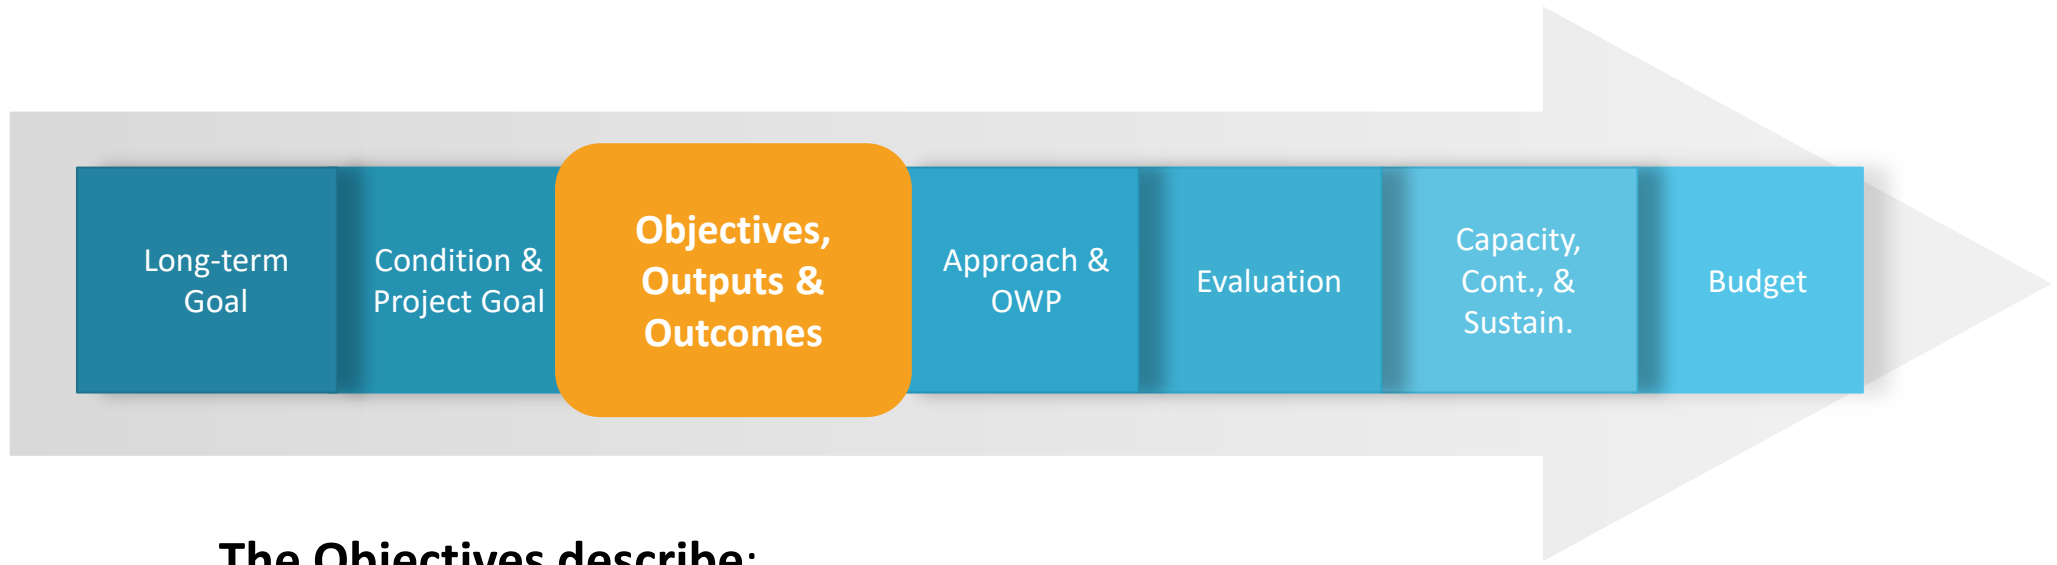 Long-term
Goal
Condition &
Project Goal
Objectives,
Outputs &
Outcomes
Approach &
OWP
Evaluation
Capacity,
Cont., &
Sustain.
Budget
The Objectives describe: